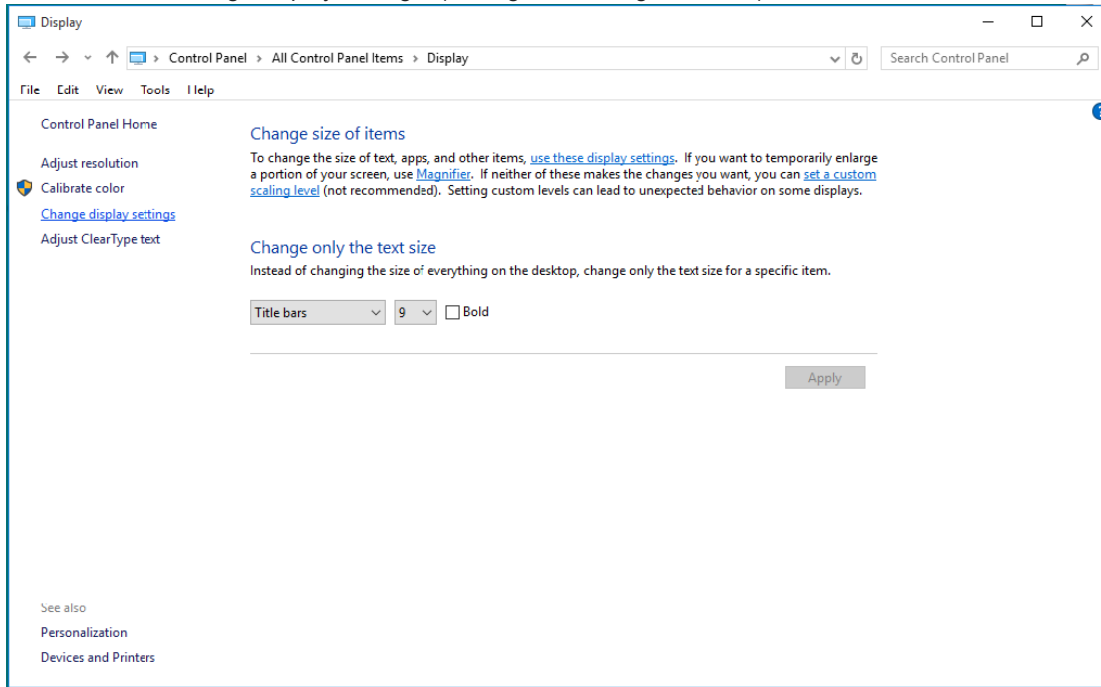 Display
Control Panel > All Control Panel Items > Display
Search Control Panel
File Edit View Tools Help
Control Panel Home
Adjust resolution
Calibrate color
Change display settings
Adjust ClearType text
Change size of items
To change the size of text, apps, and other items, use these display settings. If you want to temporarily enlarge
a portion of your screen, use Magnifier. If neither of these makes the changes you want, you can set a custom
scaling level (not recommended). Setting custom levels can lead to unexpected behavior on some displays.
Change only the text size
Instead of changing the size of everything on the desktop, change only the text size for a specific item.
Title bars 9 Bold
Apply
See also
Personalization
Devices and Printers